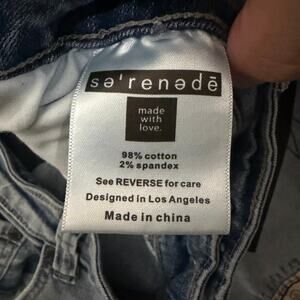 sə'renədē
made
with
love.
98% cotton
2% spandex
See REVERSE for care
Designed in Los Angeles
Made in china